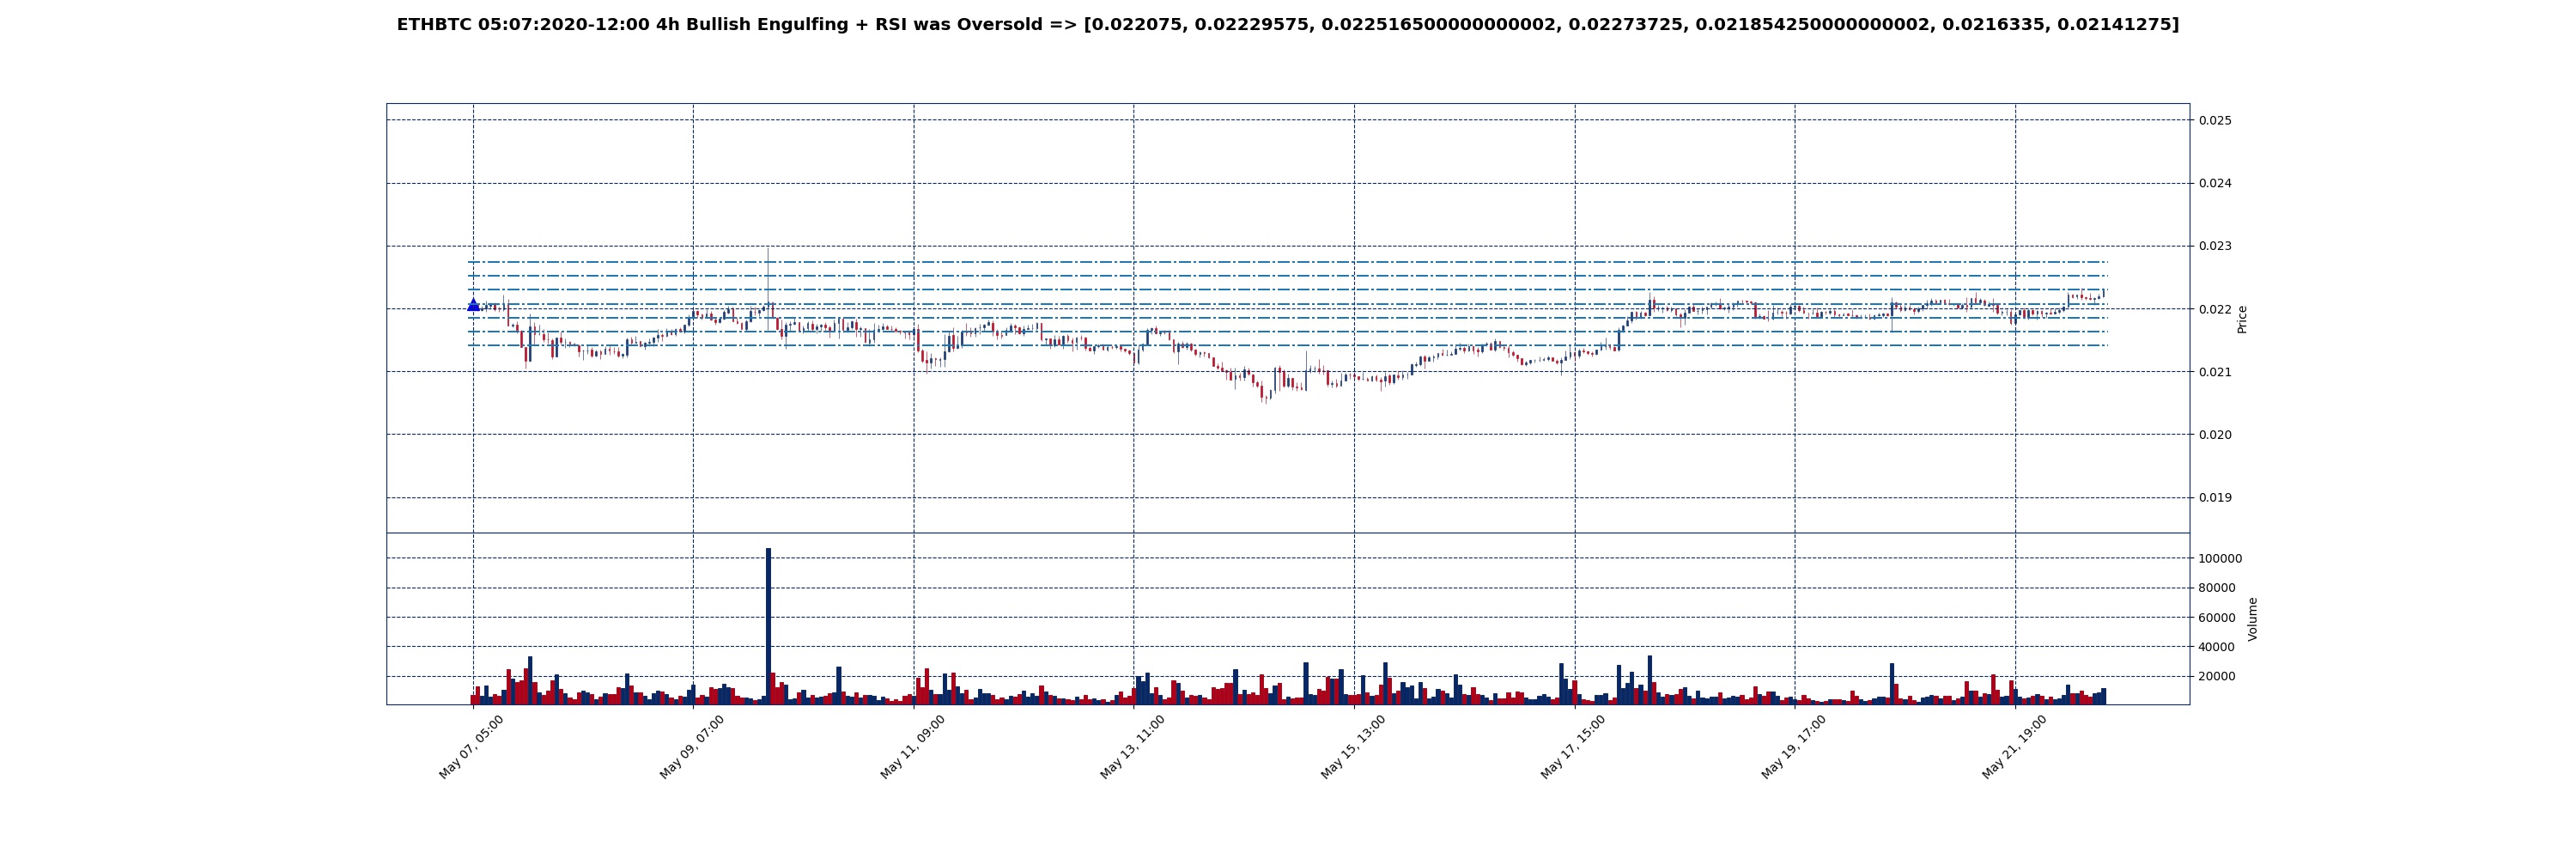 ETHBTC 05:07:2020-12:00 4h Bullish Engulfing + RSI was Oversold => [0.022075, 0.02229575, 0.022516500000000002, 0.02273725, 0.021854250000000002, 0.0216335, 0.02141275]
0.025
0.024
0.023
0.022
0.021
0.020
0.019
Price
100000
80000
60000
40000
20000
Volume
May 07, 05:00
May 09, 07:00
May 11, 09:00
May 13, 11:00
May 15, 13:00
May 17, 15:00
May 19, 17:00
May 21, 19:00